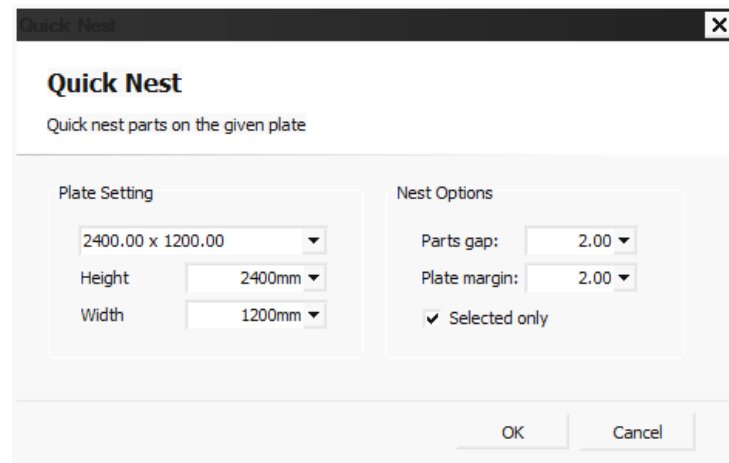 Quick Nest
Quick Nest
Quick nest parts on the given plate
Plate Setting
2400.00 x 1200.00
Height 2400mm
Width 1200mm
Nest Options
Parts gap: 2.00
Plate margin: 2.00
Selected only
OK Cancel